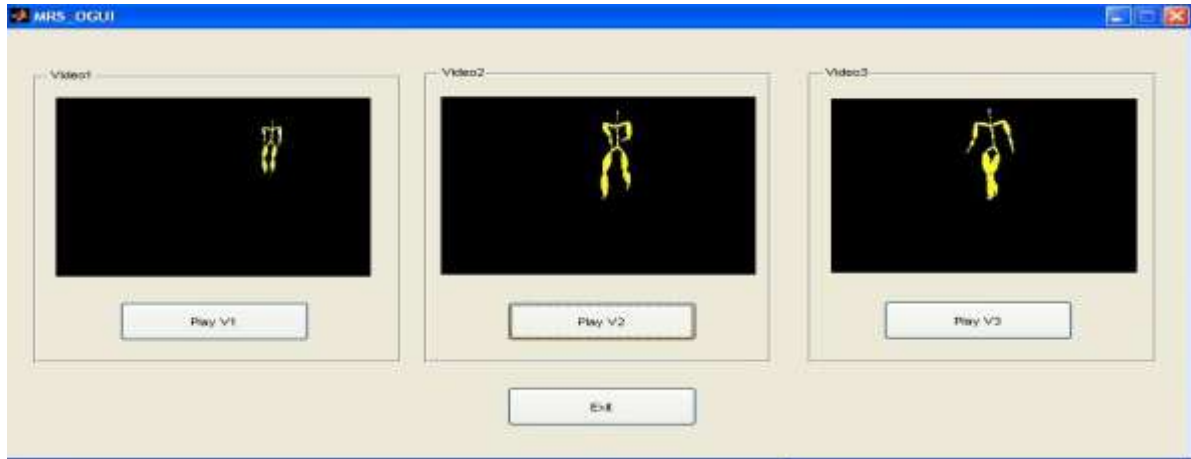 MRS_OGUI
Video1
Video2
Video3
Play V1
Play V2
Play V3
Exit